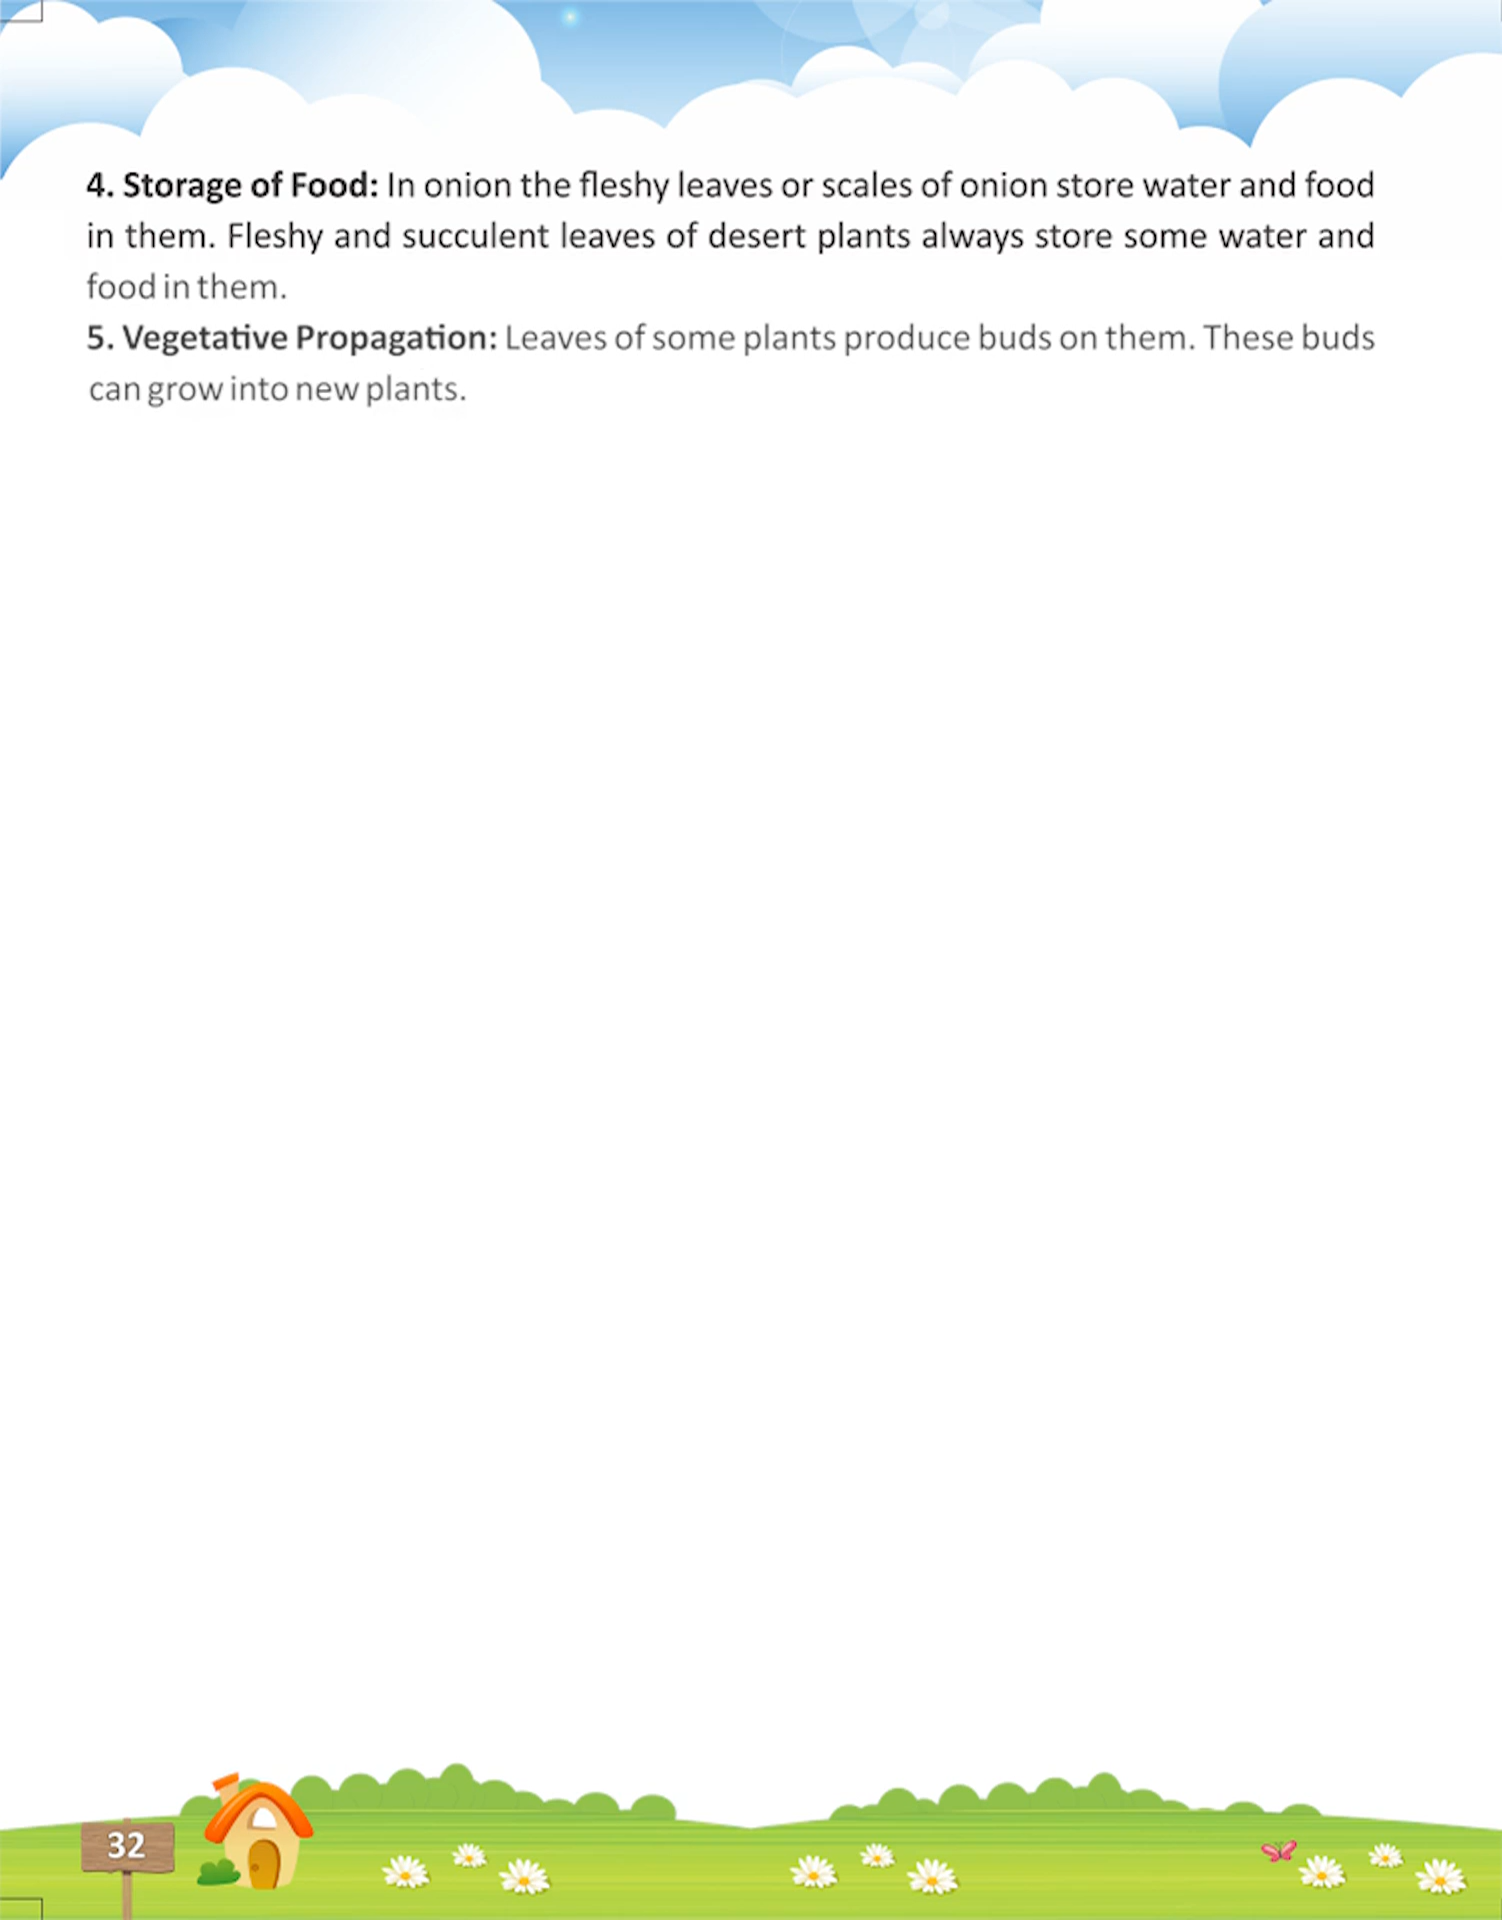 4. Storage of Food: In onion the fleshy leaves or scales of onion store water and food
in them. Fleshy and succulent leaves of desert plants always store some water and
food in them.
5. Vegetative Propagation: Leaves of some plants produce buds on them. These buds
can grow into new plants.
32